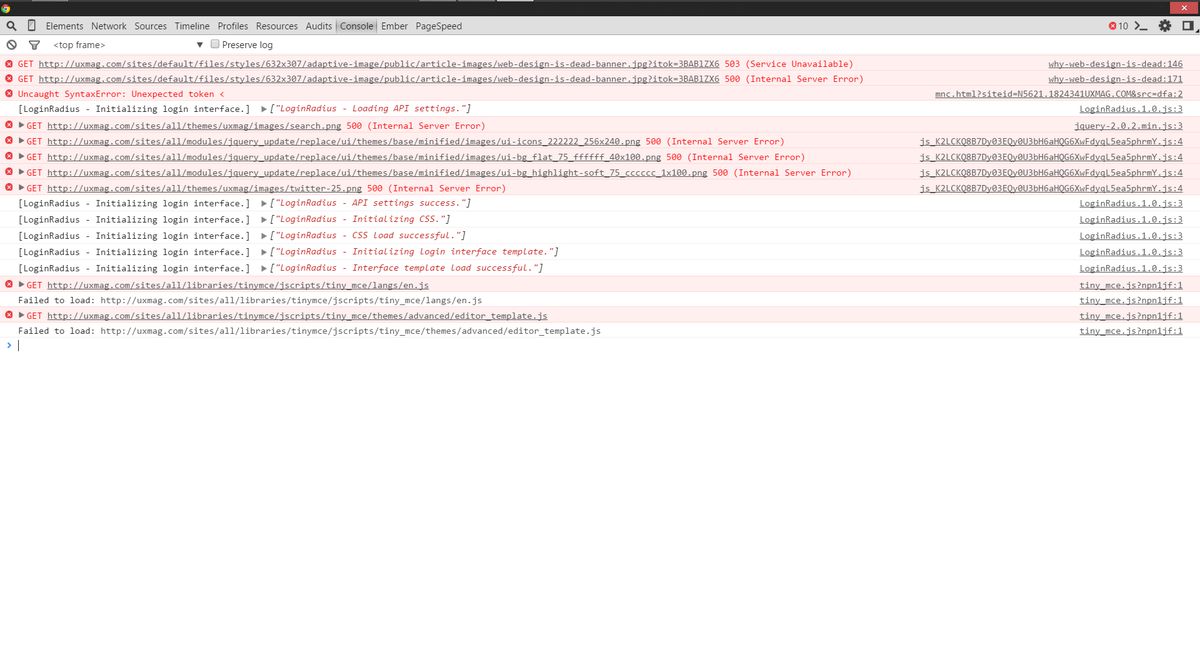 Elements Network Sources Timeline Profiles Resources Audits Console Ember PageSpeed 10
<top frame> Preserve log
GET http://uxmag.com/sites/default/files/styles/632x307/adaptive-image/public/article-images/web-design-is-dead-banner.jpg?itok=3BABlZX6 503 (Service Unavailable) why-web-design-is-dead:146
GET http://uxmag.com/sites/default/files/styles/632x307/adaptive-image/public/article-images/web-design-is-dead-banner.jpg?itok=3BABlZX6 500 (Internal Server Error) why-web-design-is-dead:171
Uncaught SyntaxError: Unexpected token < mnc.html?siteid=N5621.1824341UXMAG.COM&src=dfa:2
[LoginRadius - Initializing login interface.] ["LoginRadius - Loading API settings."] LoginRadius.1.0.js:3
GET http://uxmag.com/sites/all/themes/uxmag/images/search.png 500 (Internal Server Error) jquery-2.0.2.min.js:3
GET http://uxmag.com/sites/all/modules/jquery_update/replace/ui/themes/base/minified/images/ui-icons_222222_256x240.png 500 (Internal Server Error) js_K2LCKQ8B7Dy03EQy0U3bH6aHQG6XwFdyqL5ea5phrmY.js:4
GET http://uxmag.com/sites/all/modules/jquery_update/replace/ui/themes/base/minified/images/ui-bg_flat_75_ffffff_40x100.png 500 (Internal Server Error) js_K2LCKQ8B7Dy03EQy0U3bH6aHQG6XwFdyqL5ea5phrmY.js:4
GET http://uxmag.com/sites/all/modules/jquery_update/replace/ui/themes/base/minified/images/ui-bg_highlight-soft_75_cccccc_1x100.png 500 (Internal Server Error) js_K2LCKQ8B7Dy03EQy0U3bH6aHQG6XwFdyqL5ea5phrmY.js:4
GET http://uxmag.com/sites/all/themes/uxmag/images/twitter-25.png 500 (Internal Server Error) js_K2LCKQ8B7Dy03EQy0U3bH6aHQG6XwFdyqL5ea5phrmY.js:4
[LoginRadius - Initializing login interface.] ["LoginRadius - API settings success."] LoginRadius.1.0.js:3
[LoginRadius - Initializing login interface.] ["LoginRadius - Initializing CSS."] LoginRadius.1.0.js:3
[LoginRadius - Initializing login interface.] ["LoginRadius - CSS load successful."] LoginRadius.1.0.js:3
[LoginRadius - Initializing login interface.] ["LoginRadius - Initializing login interface template."] LoginRadius.1.0.js:3
[LoginRadius - Initializing login interface.] ["LoginRadius - Interface template load successful."] LoginRadius.1.0.js:3
GET http://uxmag.com/sites/all/libraries/tinymce/jscripts/tiny_mce/langs/en.js tiny_mce.js?npn1jf:1
Failed to load: http://uxmag.com/sites/all/libraries/tinymce/jscripts/tiny_mce/langs/en.js tiny_mce.js?npn1jf:1
GET http://uxmag.com/sites/all/libraries/tinymce/jscripts/tiny_mce/themes/advanced/editor_template.js tiny_mce.js?npn1jf:1
Failed to load: http://uxmag.com/sites/all/libraries/tinymce/jscripts/tiny_mce/themes/advanced/editor_template.js tiny_mce.js?npn1jf:1